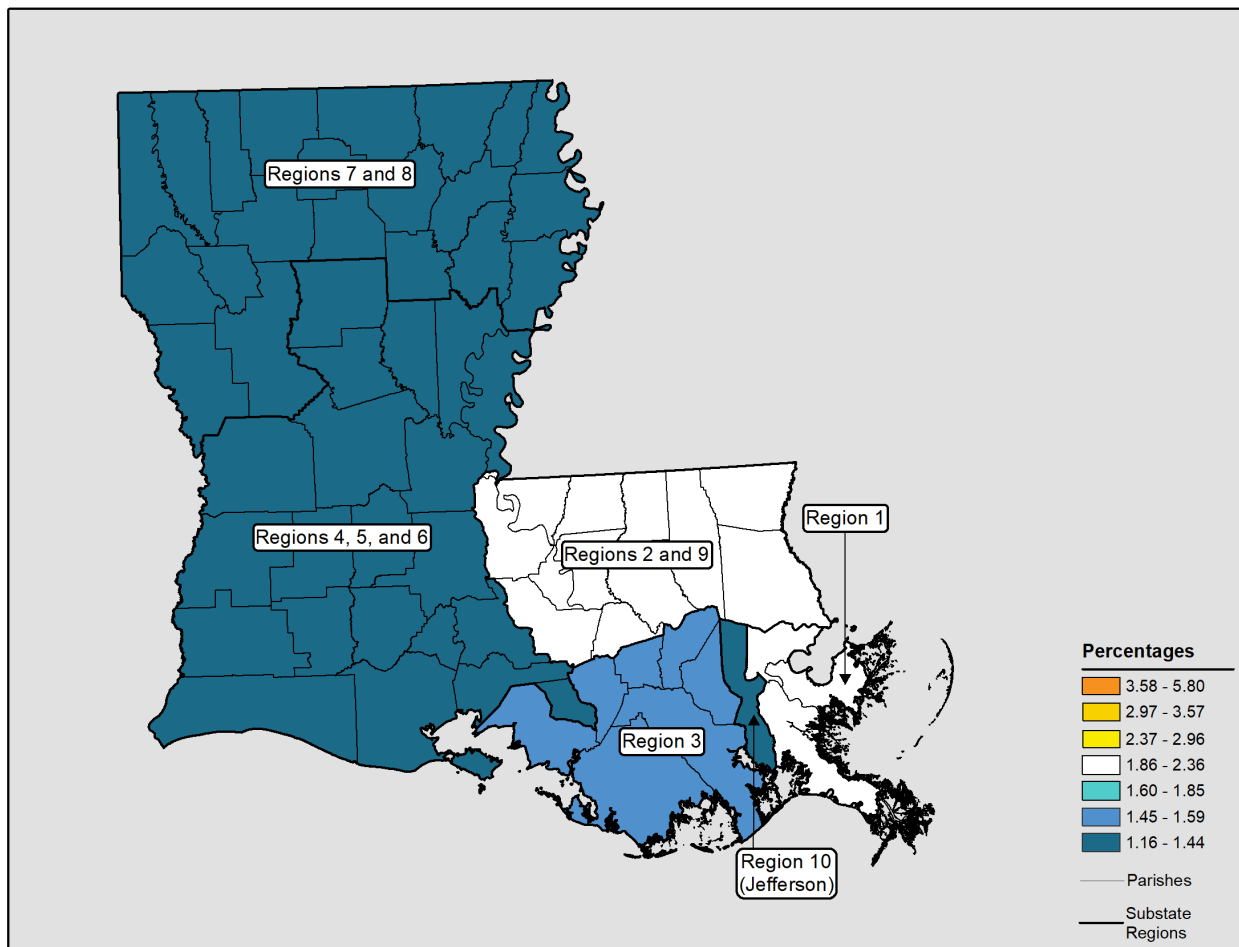 Regions 7 and 8
Region 1
Regions 4, 5, and 6
Regions 2 and 9
Region 3
Region 10
(Jefferson)
Percentages
3.58 - 5.80
2.97 - 3.57
2.37 - 2.96
1.86 - 2.36
1.60 - 1.85
1.45 - 1.59
1.16 - 1.44
Parishes
Substate
Regions